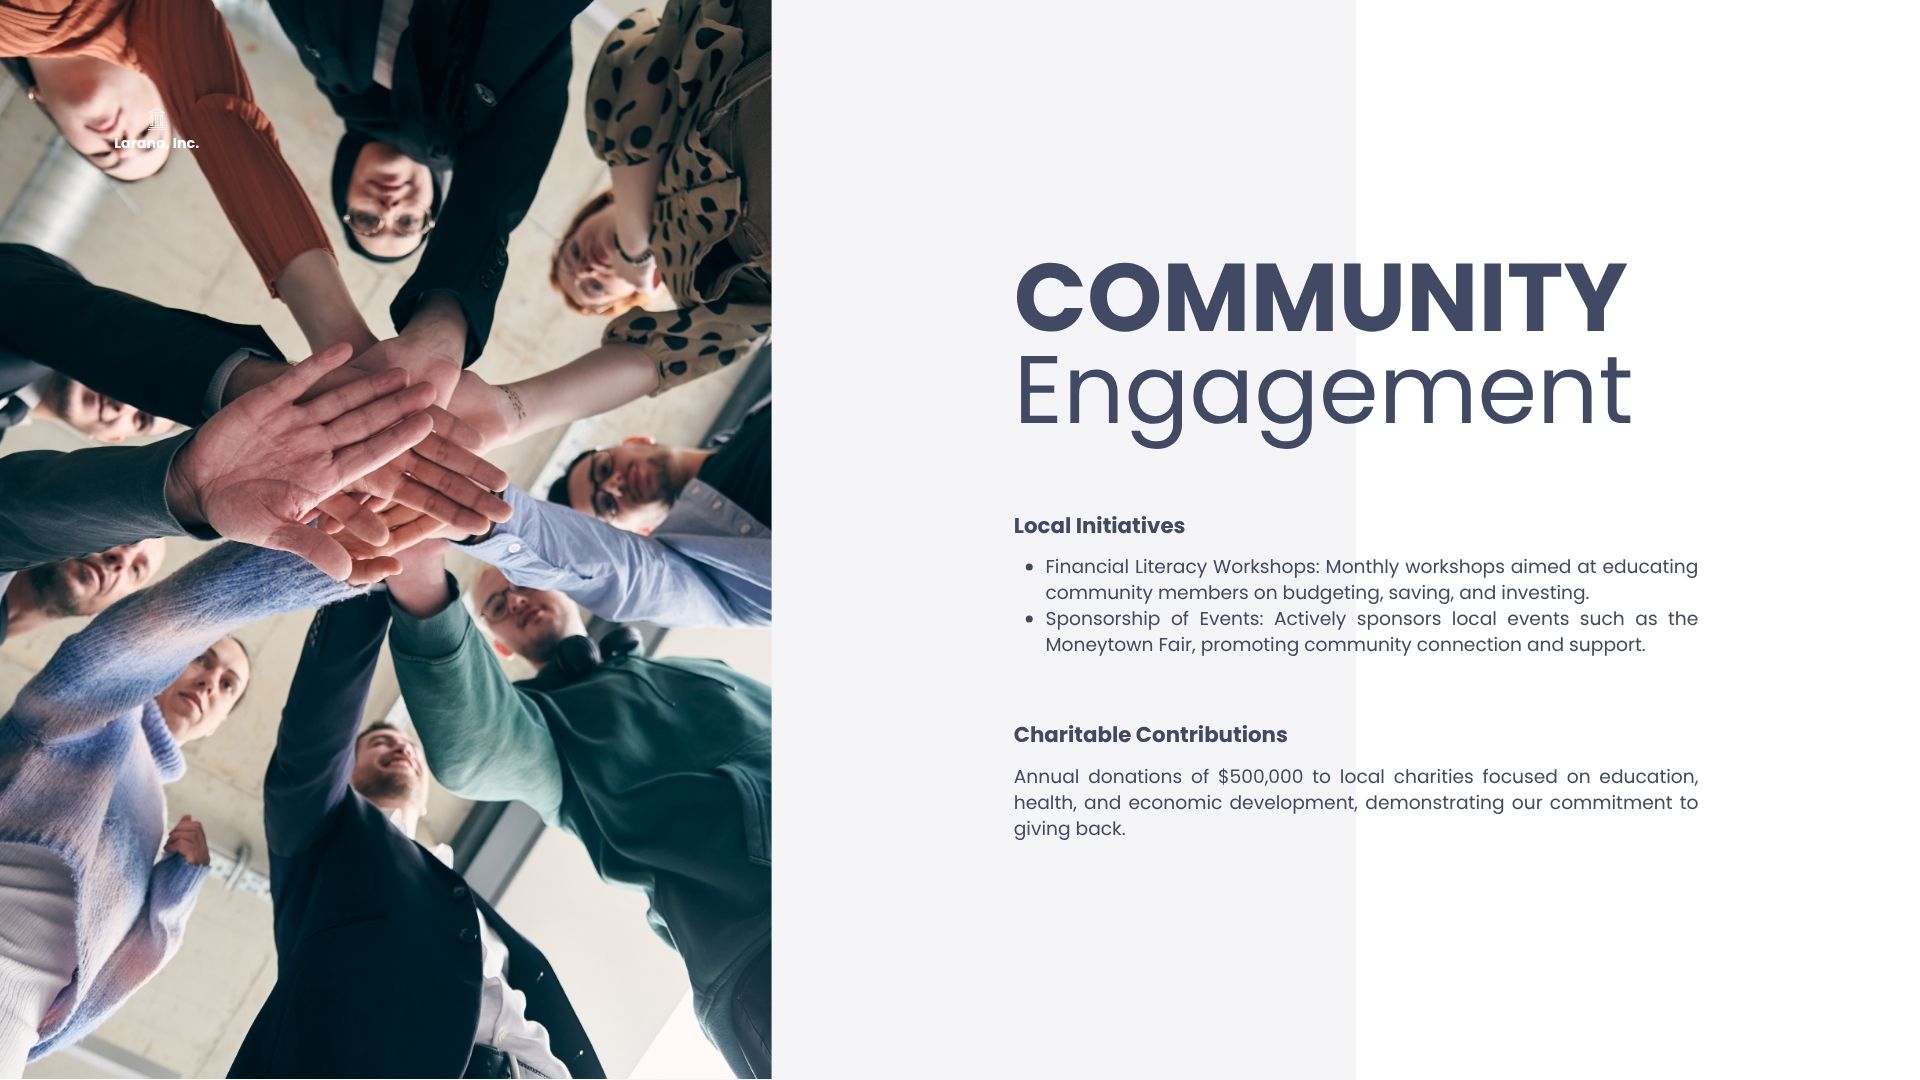 Larana, Inc.
COMMUNITY
Engagement
Local Initiatives
• Financial Literacy Workshops: Monthly workshops aimed at educating
community members on budgeting, saving, and investing.
• Sponsorship of Events: Actively sponsors local events such as the
Moneytown Fair, promoting community connection and support.
Charitable Contributions
Annual donations of $500,000 to local charities focused on education,
health, and economic development, demonstrating our commitment to
giving back.